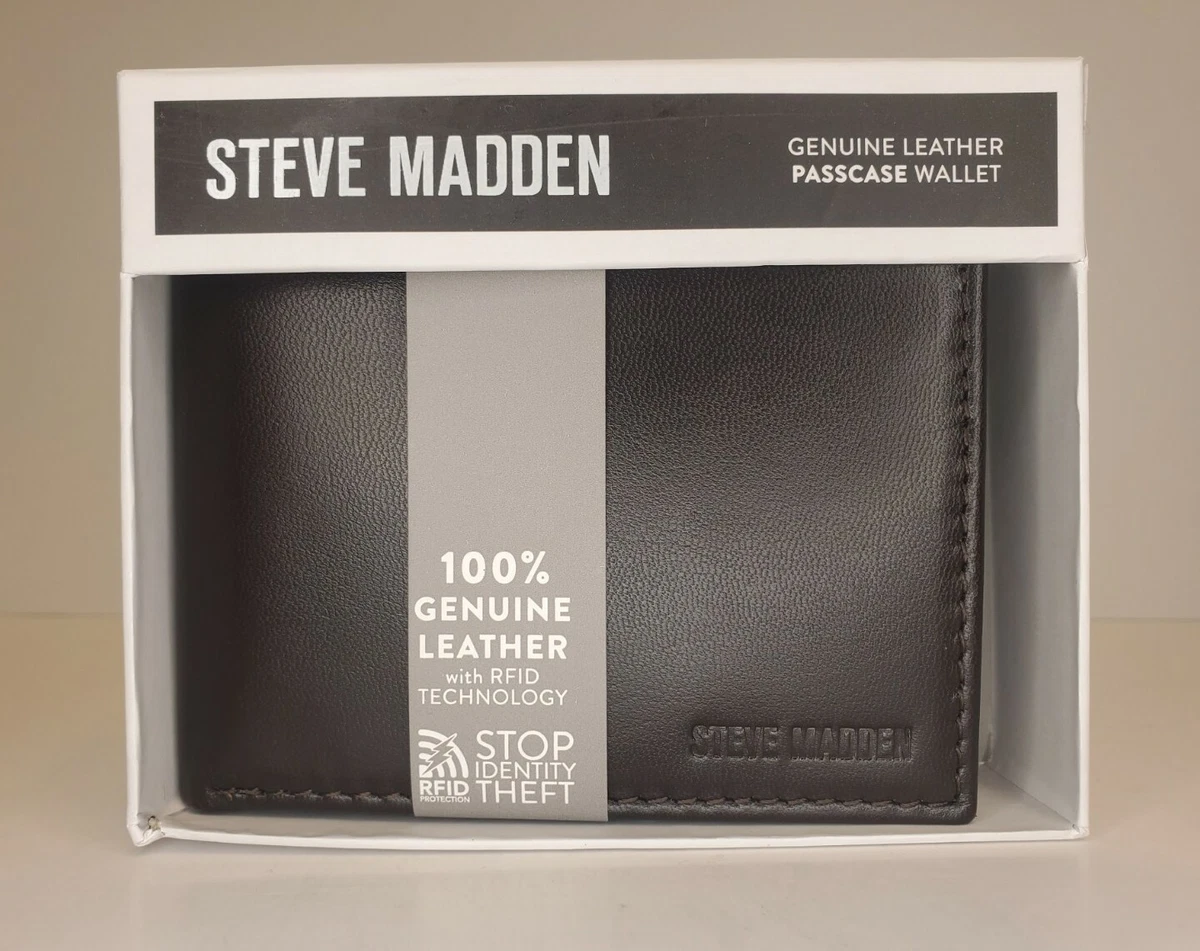 STEVE MADDEN
GENUINE LEATHER
PASSCASE WALLET
100%
GENUINE
LEATHER
with RFID
TECHNOLOGY
RFID
PROTECTION
STOP
IDENTITY
THEFT
STEVE MADDEN